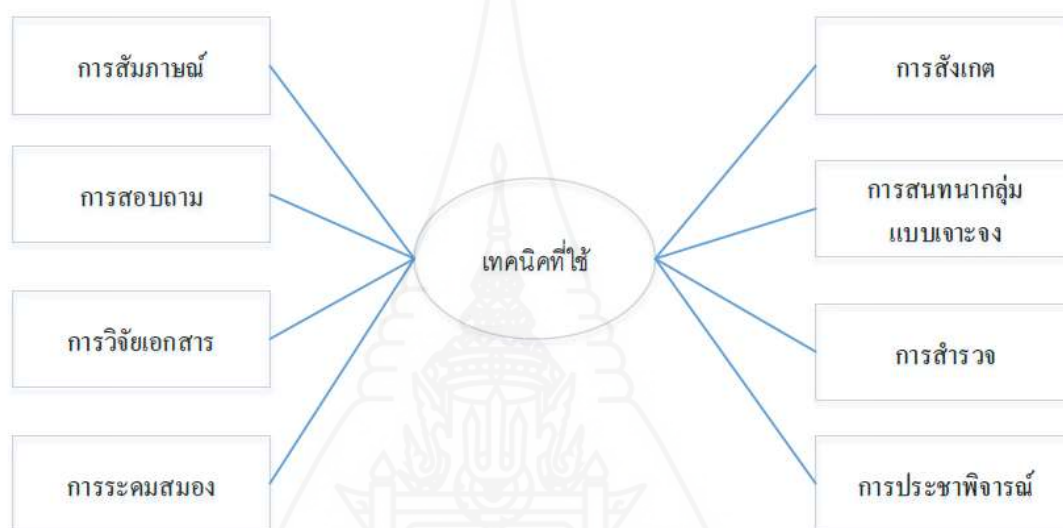 การสัมภาษณ์
การสอบถาม
การวิจัยเอกสาร
การระดมสมอง
เทคนิคที่ใช้
การสังเกต
การสนทนากลุ่ม
แบบเจาะจง
การสำรวจ
การประชาพิจารณ์